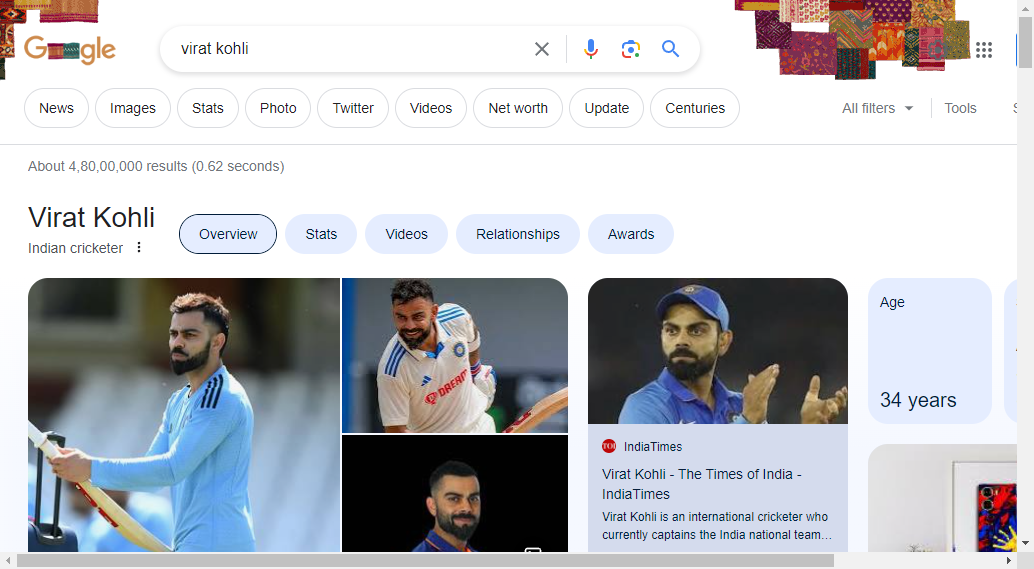 Google
virat kohli
News Images Stats Photo Twitter Videos Net worth Update Centuries All filters Tools
About 4,80,00,000 results (0.62 seconds)
Virat Kohli
Indian cricketer
Overview Stats Videos Relationships Awards
DREAM
Age
34 years
TOI IndiaTimes
Virat Kohli - The Times of India -
IndiaTimes
Virat Kohli is an international cricketer who
currently captains the India national team...